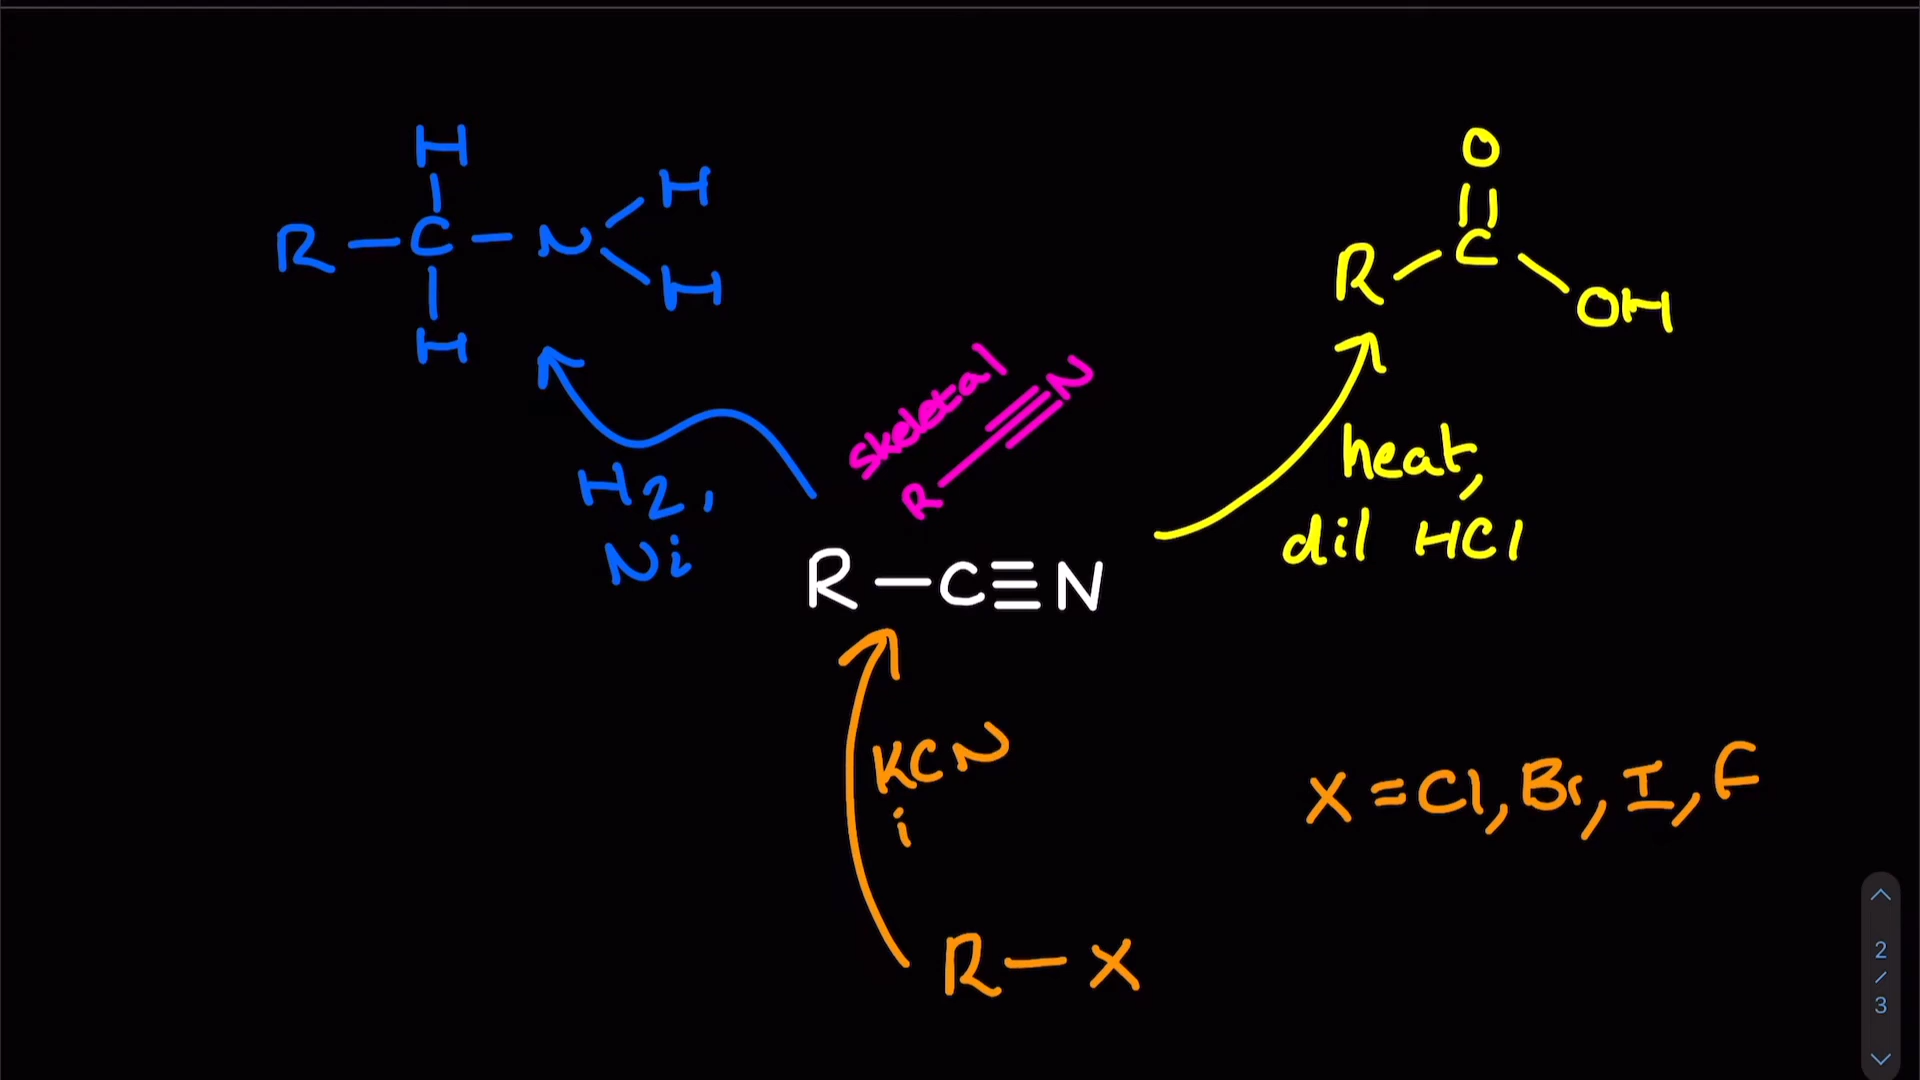 H
O
H
R — C — N
H
R
C
OH
H
skeletal
R
N
heat,
H2,
dil HCl
Ni
R — C ≡ N
KCN
i
X = Cl, Br, I, F
R — X
2
/
3